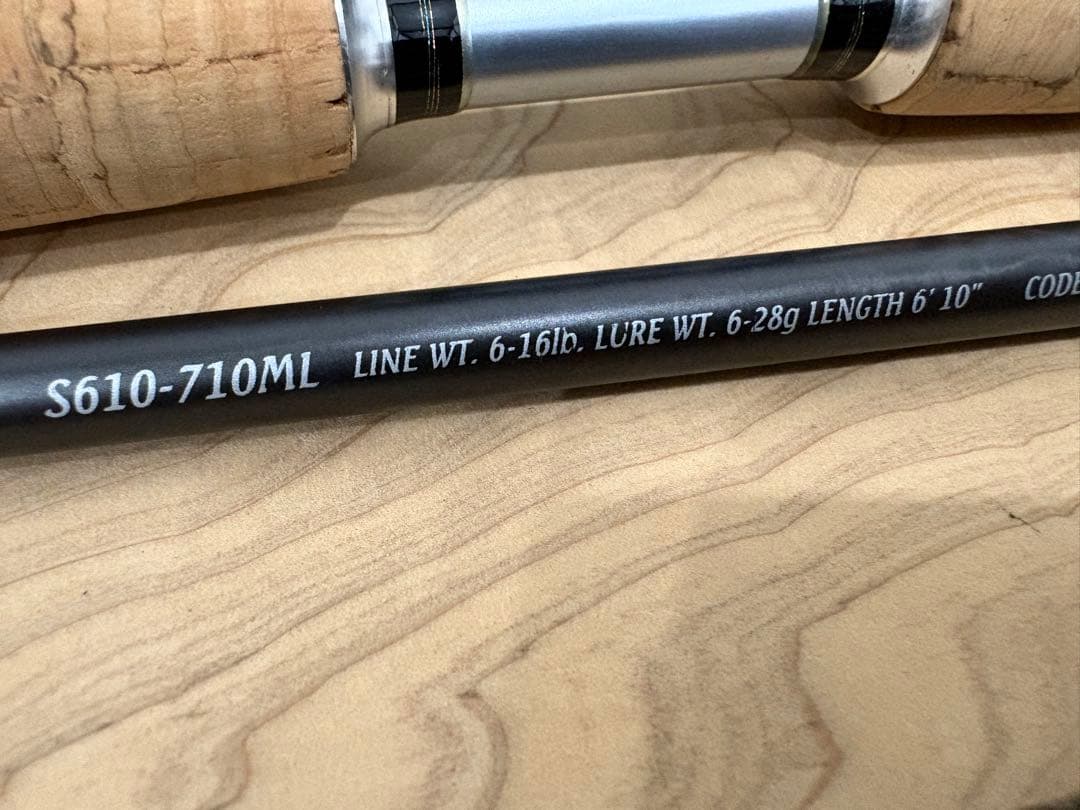 S610-710ML LINE WT. 6-16lb. LURE WT. 6-28g LENGTH 6' 10" CODE